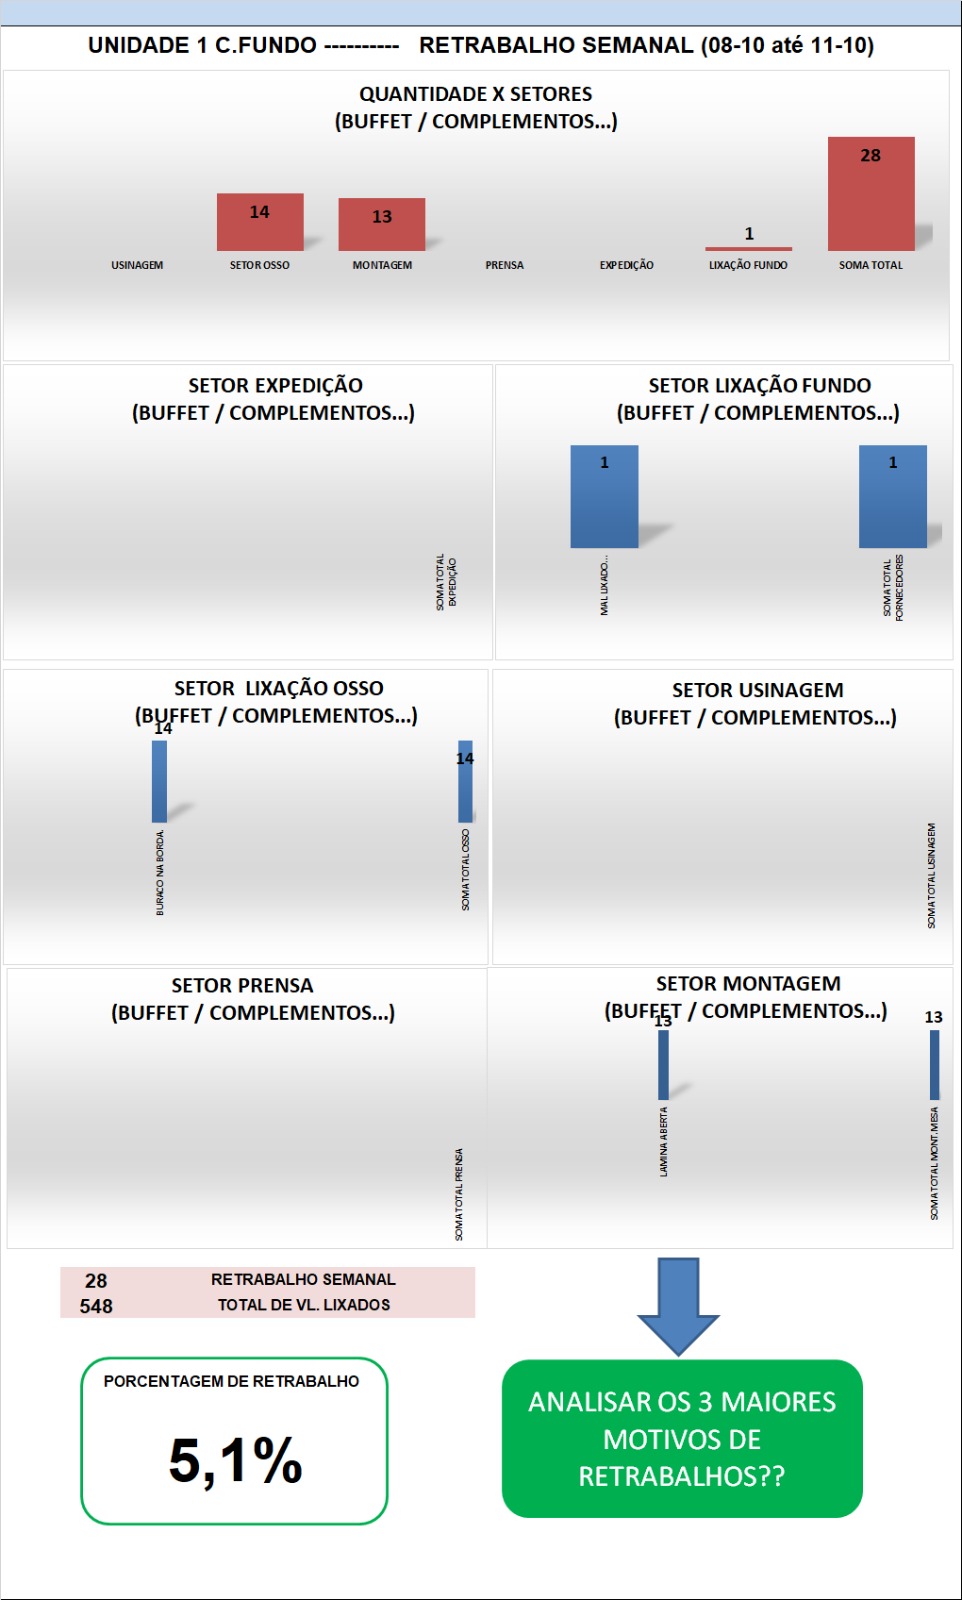 UNIDADE 1 C.FUNDO ---------- RETRABALHO SEMANAL (08-10 até 11-10)
QUANTIDADE X SETORES
(BUFFET / COMPLEMENTOS...)
14
13
1
28
USINAGEM
SETOR OSSO
MONTAGEM
PRENSA
EXPEDIÇÃO
LIXAÇÃO FUNDO
SOMA TOTAL
SETOR EXPEDIÇÃO
(BUFFET / COMPLEMENTOS...)
SOMA TOTAL
EXPEDIÇÃO
SETOR LIXAÇÃO FUNDO
(BUFFET / COMPLEMENTOS...)
1
1
MAL LIXADO...
SOMA TOTAL
FORNECEDORES
SETOR LIXAÇÃO OSSO
(BUFFET / COMPLEMENTOS...)
14
14
BURACO NA BORDA.
SOMA TOTAL OSSO
SETOR USINAGEM
(BUFFET / COMPLEMENTOS...)
SOMA TOTAL USINAGEM
SETOR PRENSA
(BUFFET / COMPLEMENTOS...)
SOMA TOTAL PRENSA
SETOR MONTAGEM
(BUFFET / COMPLEMENTOS...)
13
13
LAMINA ABERTA
SOMA TOTAL MONT.MESA
28 RETRABALHO SEMANAL
548 TOTAL DE VL. LIXADOS
PORCENTAGEM DE RETRABALHO
5,1%
ANALISAR OS 3 MAIORES
MOTIVOS DE
RETRABALHOS??